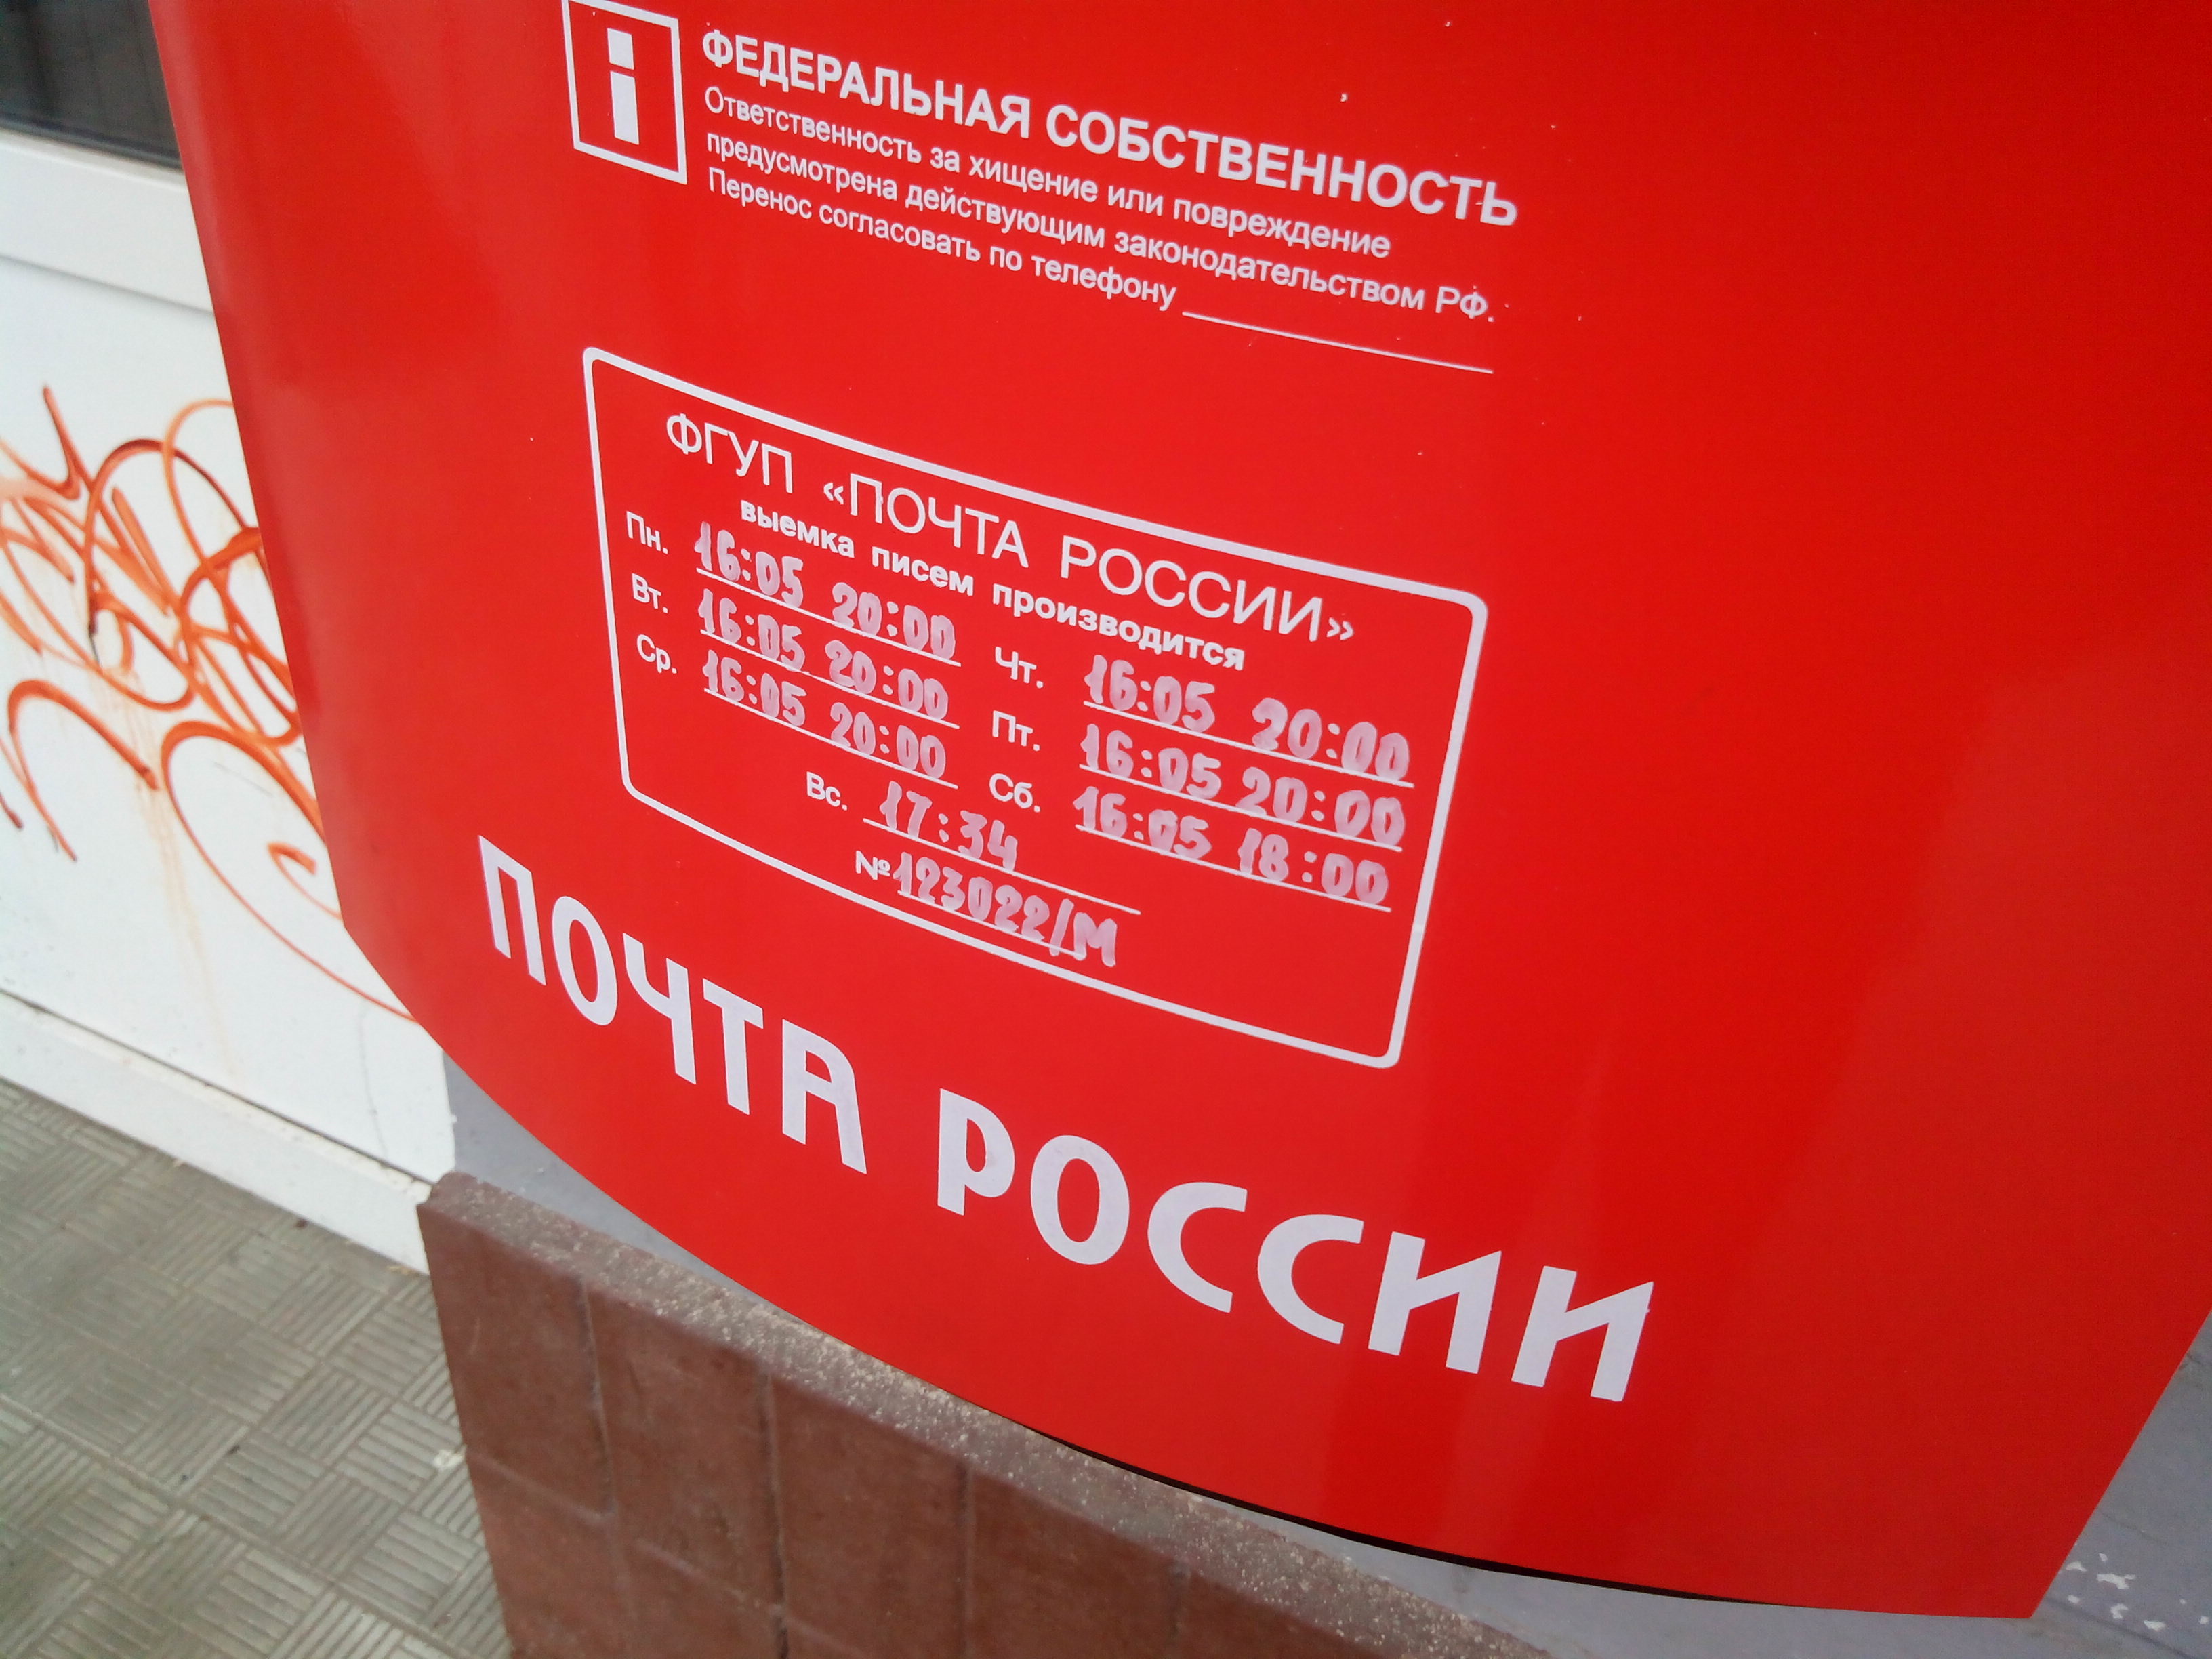 ФЕДЕРАЛЬНАЯ СОБСТВЕННОСТЬ
Ответственность за хищение или повреждение
предусмотрена действующим законодательством РФ.
Перенос согласовать по телефону
ФГУП «ПОЧТА РОССИИ»
выемка писем производится
Пн. 16:05 20:00 Чт. 16:05 20:00
Вт. 16:05 20:00 Пт. 16:05 20:00
Ср. 16:05 20:00 Сб. 16:05 18:00
Вс. 17:34
№123022/М
ПОЧТА РОССИИ